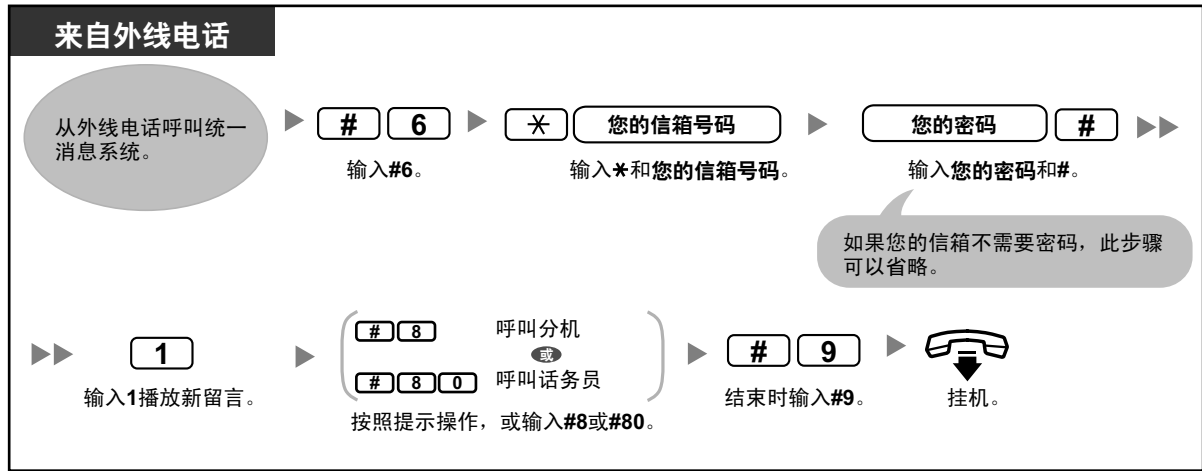 来自外线电话
从外线电话呼叫统一
消息系统。
# 6
输入#6。
* 您的信箱号码
输入*和您的信箱号码。
您的密码 #
输入您的密码和#。
如果您的信箱不需要密码，此步骤
可以省略。
1
输入1播放新留言。
# 8 呼叫分机
或
# 8 0 呼叫话务员
按照提示操作，或输入#8或#80。
# 9
结束时输入#9。
挂机。